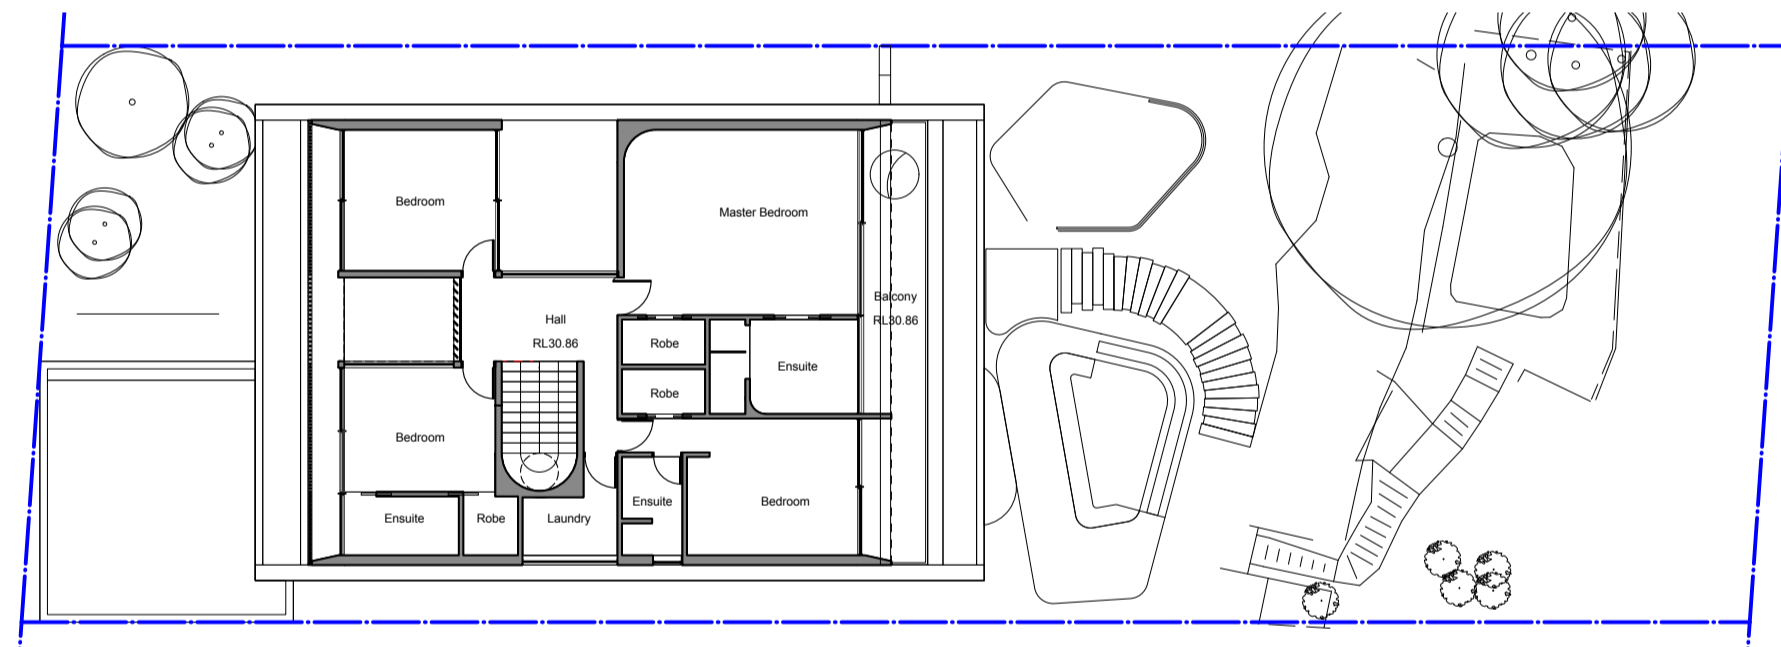 Bedroom
Master Bedroom
Balcony
RL30.86
Hall
RL30.86
Robe
Ensuite
Robe
Bedroom
Ensuite
Bedroom
Ensuite
Robe
Laundry